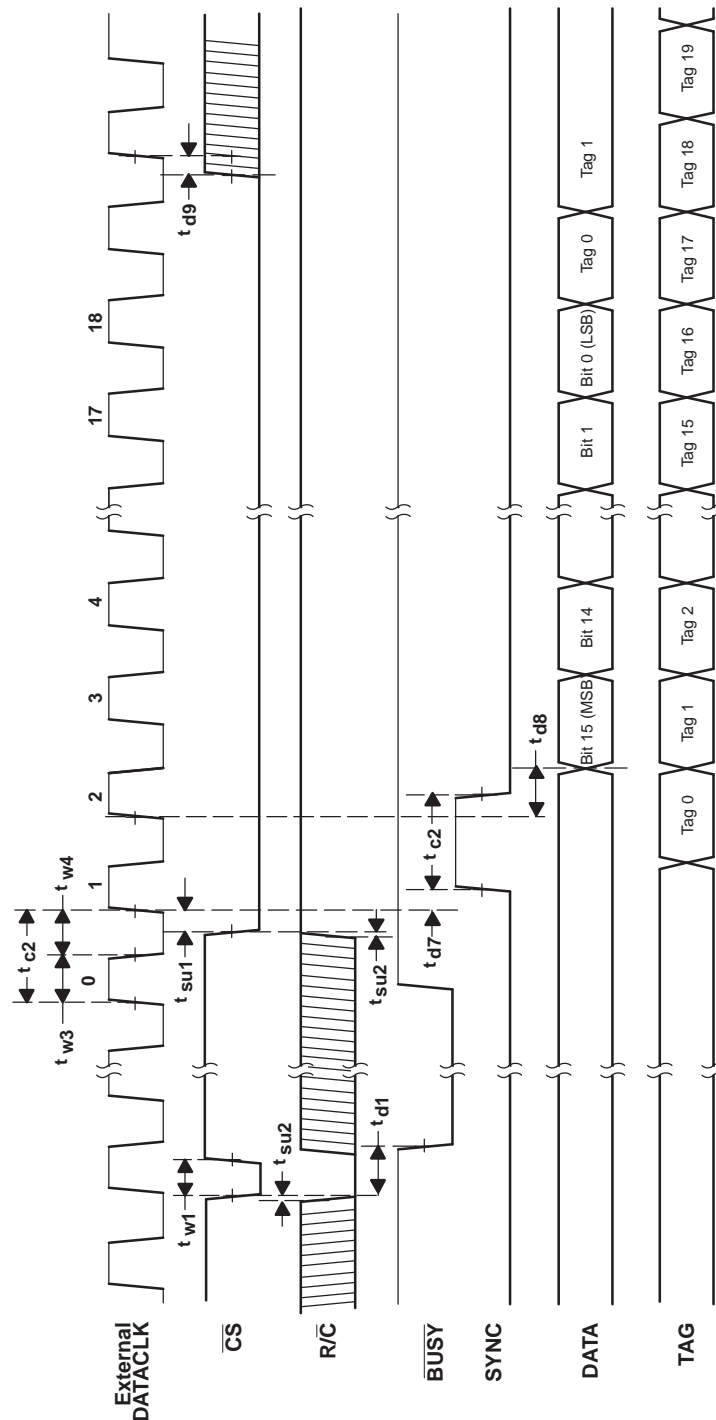 External
DATACLK
0
1
2
3
4
17
18
t w3
t c2
t w4
CS
t w1
t su1
t d9
R/C
t su2
t su2
BUSY
t d1
t d7
t c2
SYNC
t d8
DATA
Bit 15 (MSB)
Bit 14
Bit 1
Bit 0 (LSB)
Tag 0
Tag 1
TAG
Tag 0
Tag 1
Tag 2
Tag 15
Tag 16
Tag 17
Tag 18
Tag 19